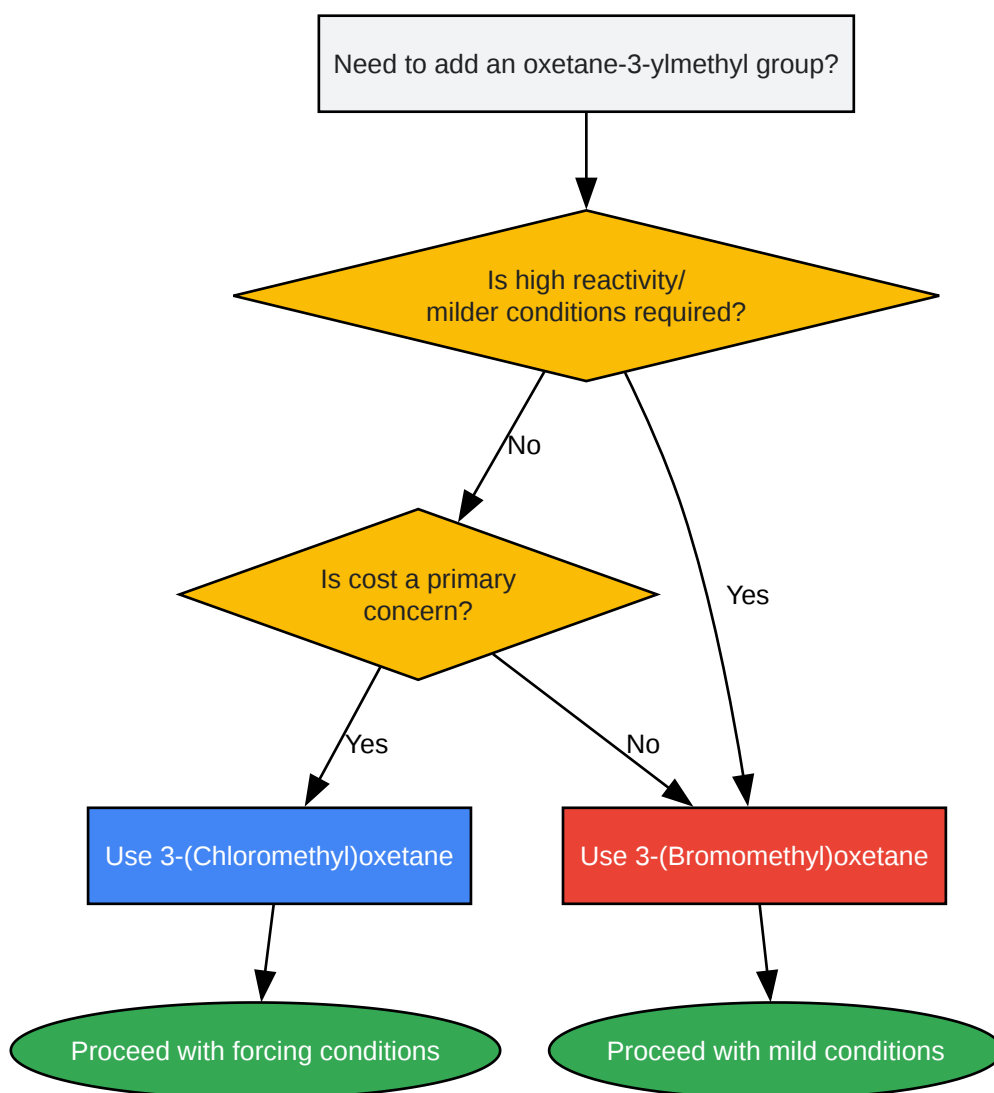 Need to add an oxetane-3-ylmethyl group?
Is high reactivity/
milder conditions required?
No
Yes
Is cost a primary
concern?
Yes
No
Use 3-(Chloromethyl)oxetane
Use 3-(Bromomethyl)oxetane
Proceed with forcing conditions
Proceed with mild conditions